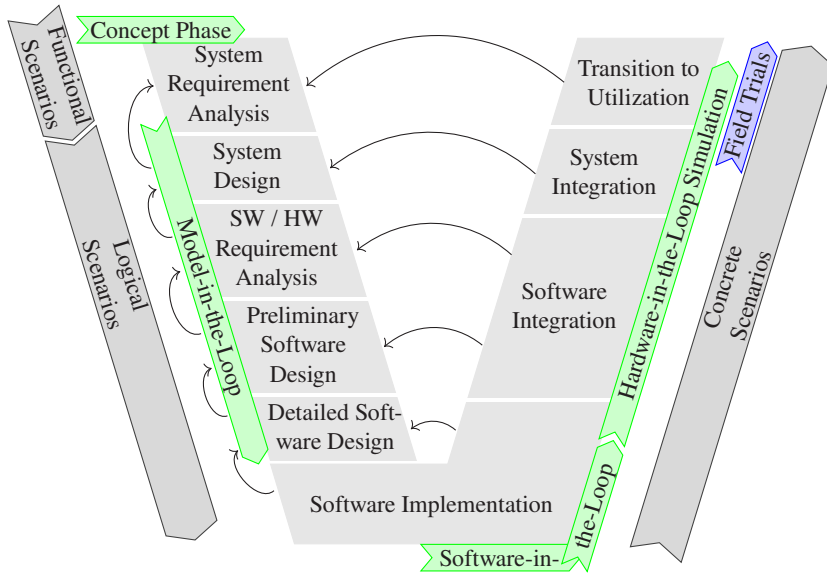 Concept Phase
Functional
Scenarios
Logical
Scenarios
Model-in-the-Loop
System
Requirement
Analysis
System
Design
SW / HW
Requirement
Analysis
Preliminary
Software
Design
Detailed Soft-
ware Design
Software Implementation
Software-in-
the-Loop
Transition to
Utilization
System
Integration
Software
Integration
Hardware-in-the-Loop Simulation
Field Trials
Concrete
Scenarios